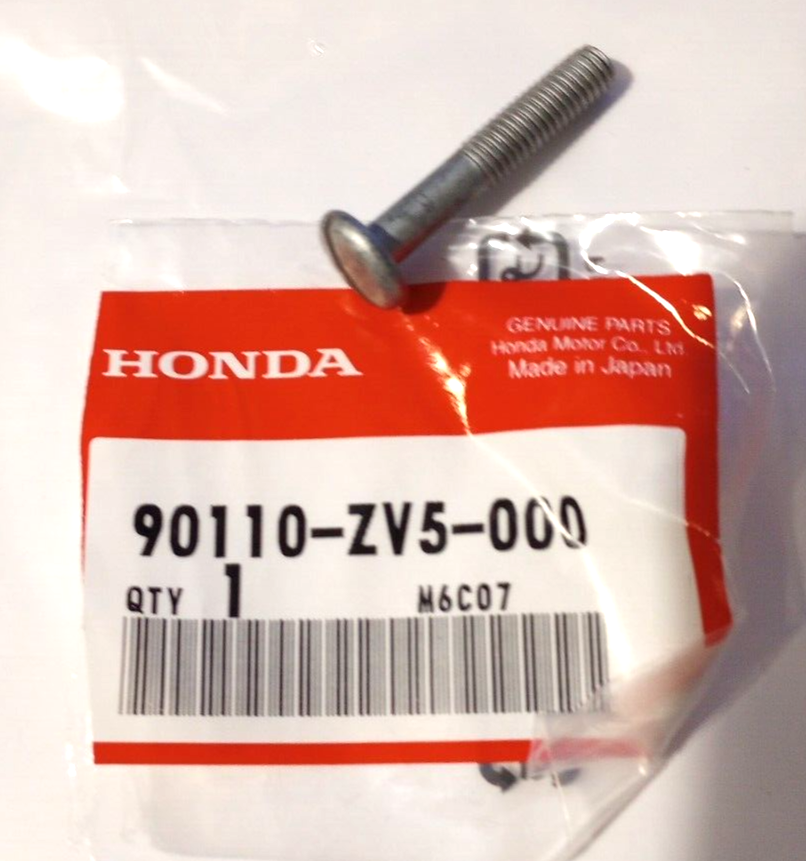 HONDA
GENUINE PARTS
Honda Motor Co., Ltd.
Made in Japan
90110-ZV5-000
QTY 1 M6C07